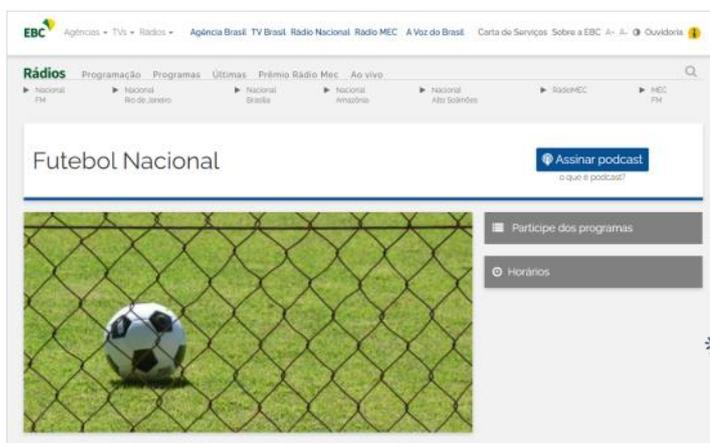 EBC Agências TVs Rádios Agência Brasil TV Brasil Rádio Nacional Rádio MEC A Voz do Brasil Carta de Serviços Sobre a EBC A+ A- Ouvidoria
Rádios Programação Programas Últimas Prêmio Rádio Mec Ao vivo
Nacional FM
Nacional Rio de Janeiro
Nacional Brasília
Nacional Amazônia
Nacional Alto Solimões
RádioMEC
MEC FM
Futebol Nacional
Assinar podcast
o que é podcast?
Participe dos programas
Horários